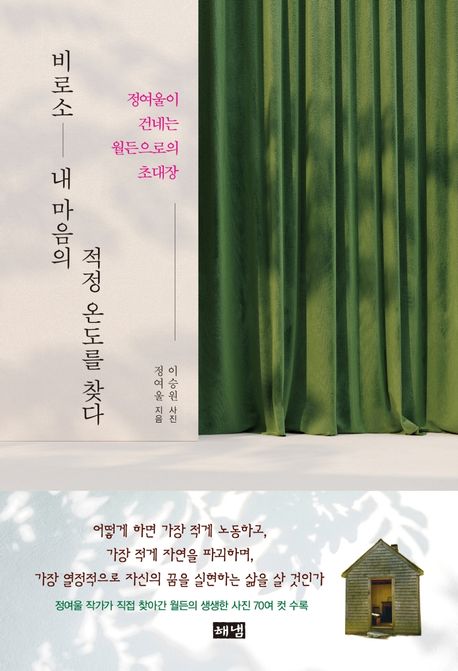 비로소 — 내 마음의
적정 온도를 찾다
정여울이
건네는
월든으로의
초대장
정여울 지음
이승원 사진
어떻게 하면 가장 적게 노동하고,
가장 적게 자연을 파괴하며,
가장 열정적으로 자신의 꿈을 실현하는 삶을 살 것인가
정여울 작가가 직접 찾아간 월든의 생생한 사진 70여 컷 수록
해냄